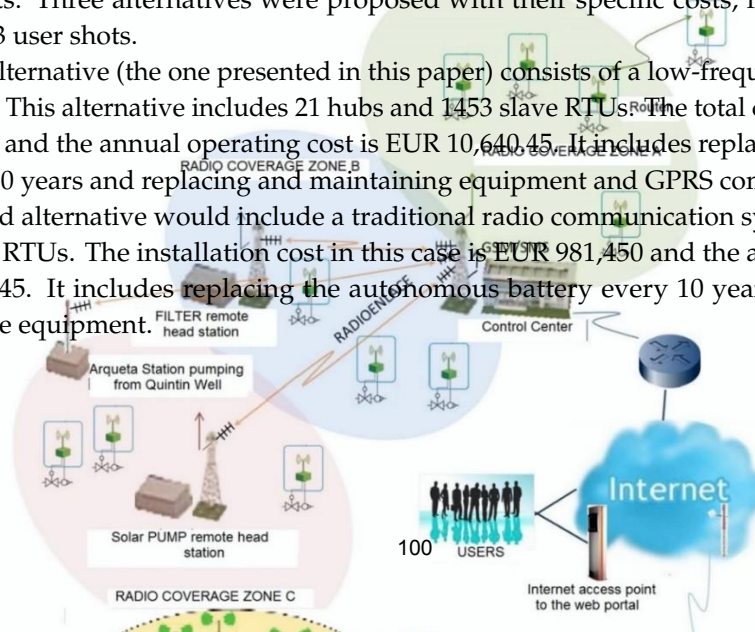 ts. Three alternatives were proposed with their specific costs,
3 user shots.
lternative (the one presented in this paper) consists of a low-frequ
This alternative includes 21 hubs and 1453 slave RTUs. The total
Router
and the annual operating cost is EUR 10,640.45. It includes repla
RADIO COVERAGE ZONE A
RADIO COVERAGE ZONE B
0 years and replacing and maintaining equipment and GPRS con
d alternative would include a traditional radio communication sy
RTUs. The installation cost in this case is EUR 981,450 and the a
GSM/SMS
45. It includes replacing the autonomous battery every 10 year
e equipment.
FILTER remote
head station
RADIOENLACE
Control Center
Arqueta Station pumping
from Quintin Well
Internet
Solar PUMP remote head
station
100
USERS
Internet access point
to the web portal
RADIO COVERAGE ZONE C